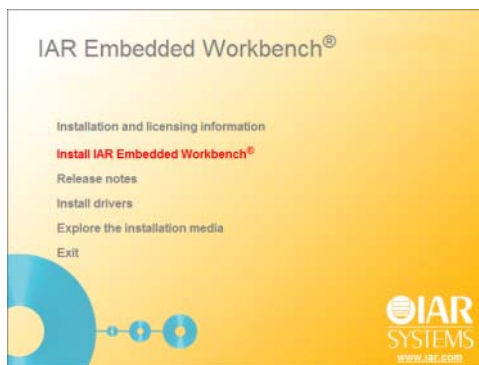 IAR Embedded Workbench®
Installation and licensing information
Install IAR Embedded Workbench®
Release notes
Install drivers
Explore the installation media
Exit
IAR
SYSTEMS
www.iar.com